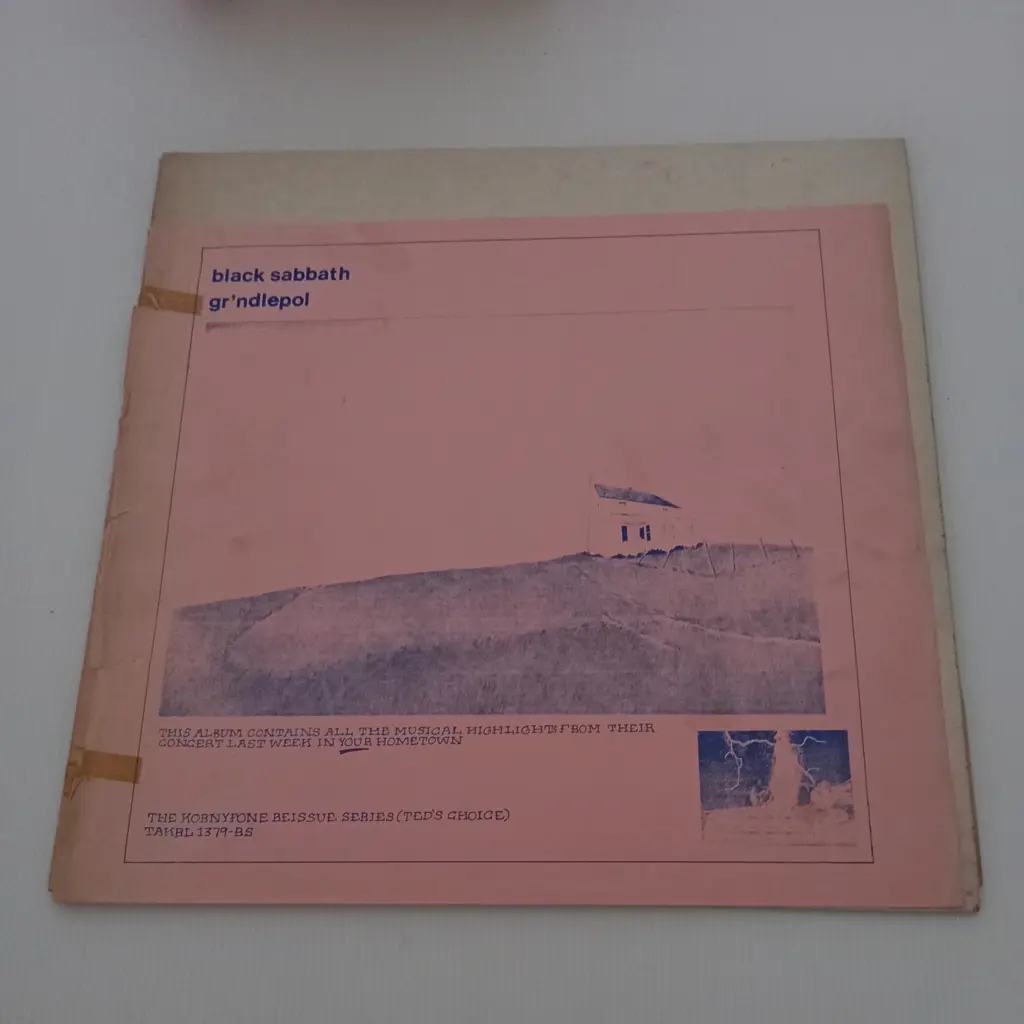 black sabbath
gr'ndlepol
THIS ALBUM CONTAINS ALL THE MUSICAL HIGHLIGHTS FROM THEIR
CONCERT LAST WEEK IN YOUR HOMETOWN
THE KORNYFONE REISSUE SERIES (TED'S CHOICE)
TAKRL 1379-BS